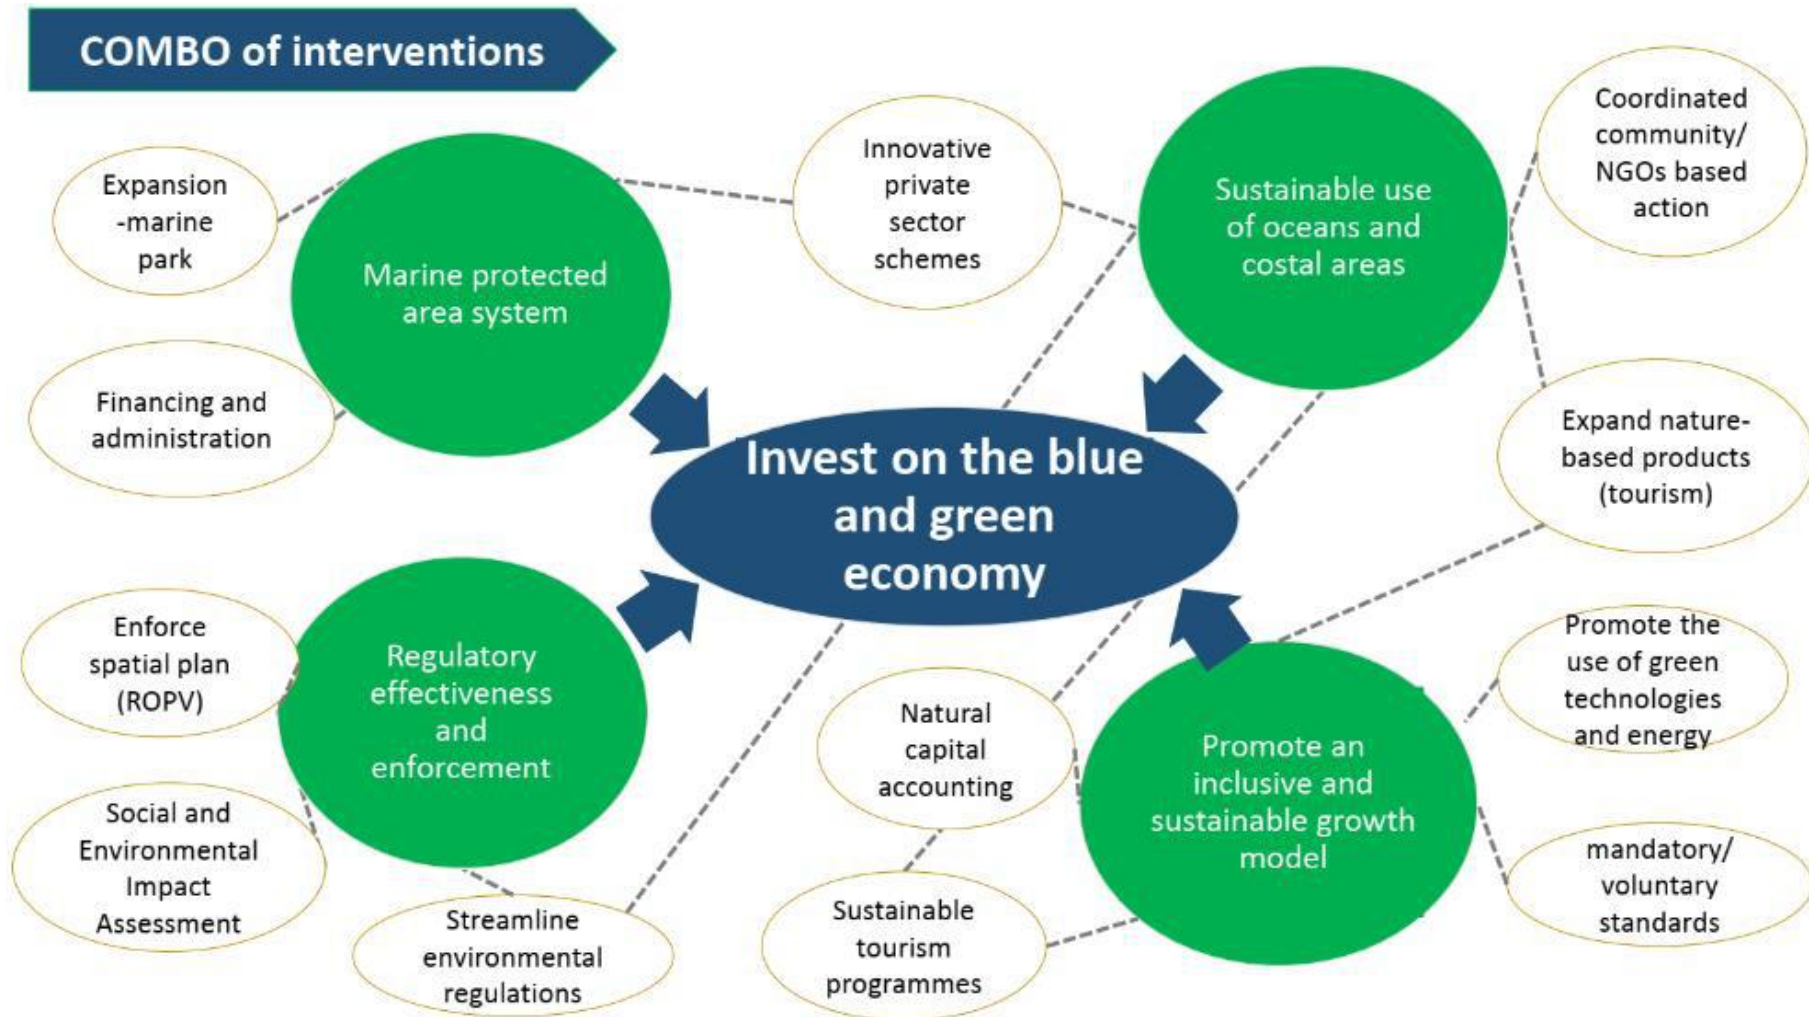 COMBO of interventions
Expansion
-marine
park
Marine protected
area system
Financing and
administration
Innovative
private
sector
schemes
Sustainable use
of oceans and
costal areas
Coordinated
community/
NGOs based
action
Expand nature-
based products
(tourism)
Invest on the blue
and green
economy
Enforce
spatial plan
(ROPV)
Regulatory
effectiveness
and
enforcement
Social and
Environmental
Impact
Assessment
Streamline
environmental
regulations
Natural
capital
accounting
Sustainable
tourism
programmes
Promote an
inclusive and
sustainable growth
model
Promote the
use of green
technologies
and energy
mandatory/
voluntary
standards